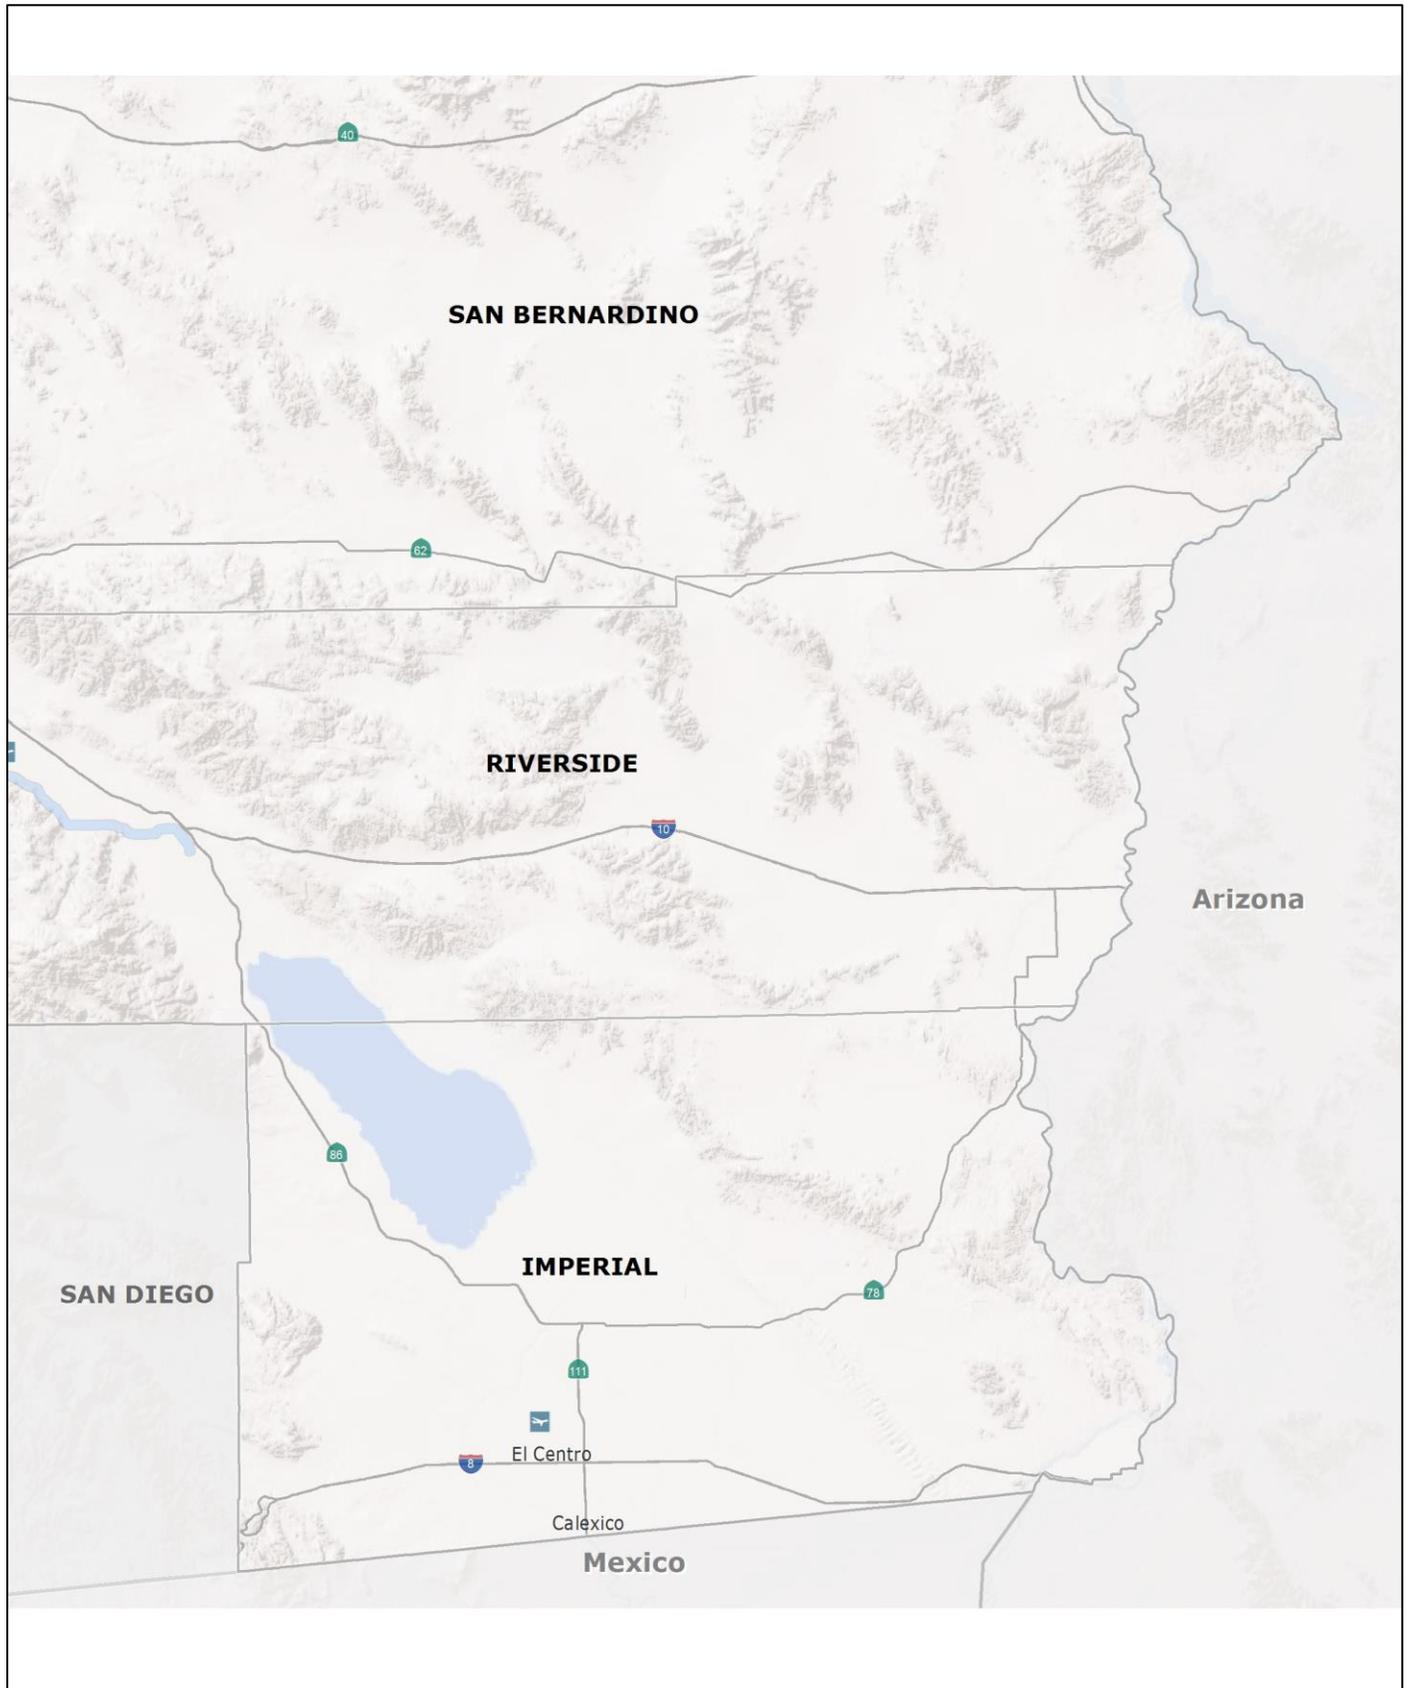 40
SAN BERNARDINO
62
RIVERSIDE
10
Arizona
86
IMPERIAL
SAN DIEGO
78
111
El Centro
8
Calexico
Mexico